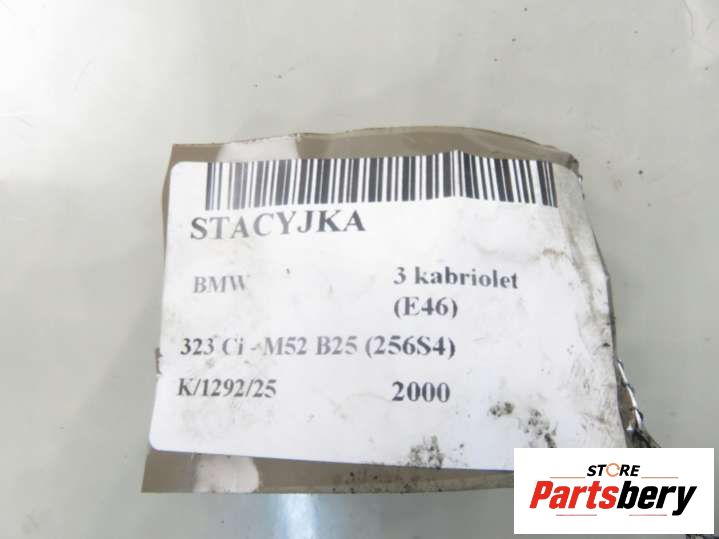 STACYJKA
BMW
3 kabriolet
(E46)
323 Ci - M52 B25 (256S4)
K/1292/25
2000
STORE
Partsbery